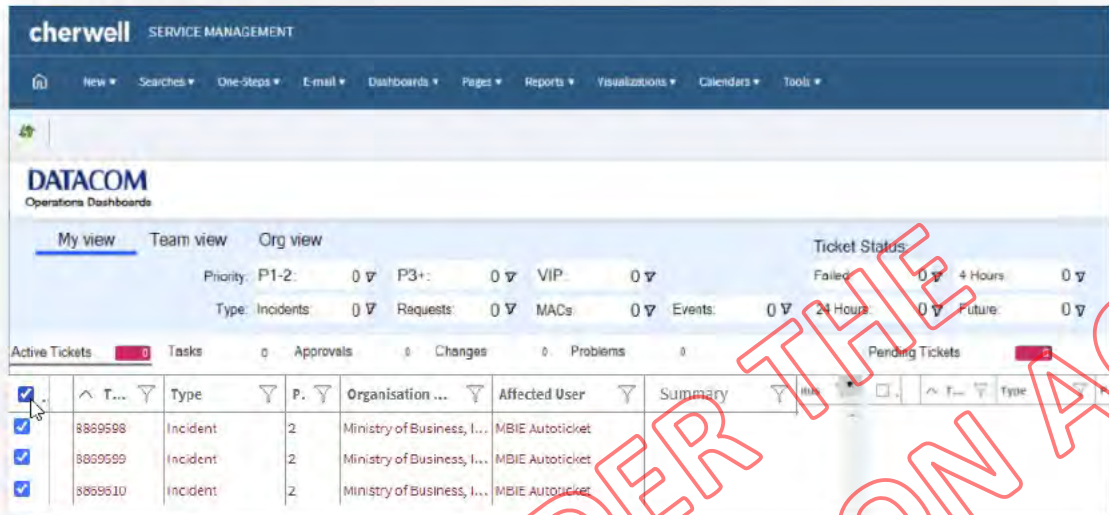 cherwell SERVICE MANAGEMENT
New Searches One-Steps E-mail Dashboards Pages Reports Visualizations Calendars Tools
DATACOM
Operations Dashboards
My view Team view Org view Ticket Status:
Priority: P1-2: 0 P3+: 0 VIP: 0 Failed: 0 4 Hours: 0
Type: Incidents: 0 Requests: 0 MACs: 0 Events: 0 24 Hours: 0 Future: 0
Active Tickets 0 Tasks 0 Approvals 0 Changes 0 Problems 0 Pending Tickets
T... Type P. Organisation ... Affected User Summary T... Type
8869598 Incident 2 Ministry of Business, I... MBIE Autoticket
8869599 Incident 2 Ministry of Business, I... MBIE Autoticket
8869610 Incident 2 Ministry of Business, I... MBIE Autoticket
DER THE
ON A